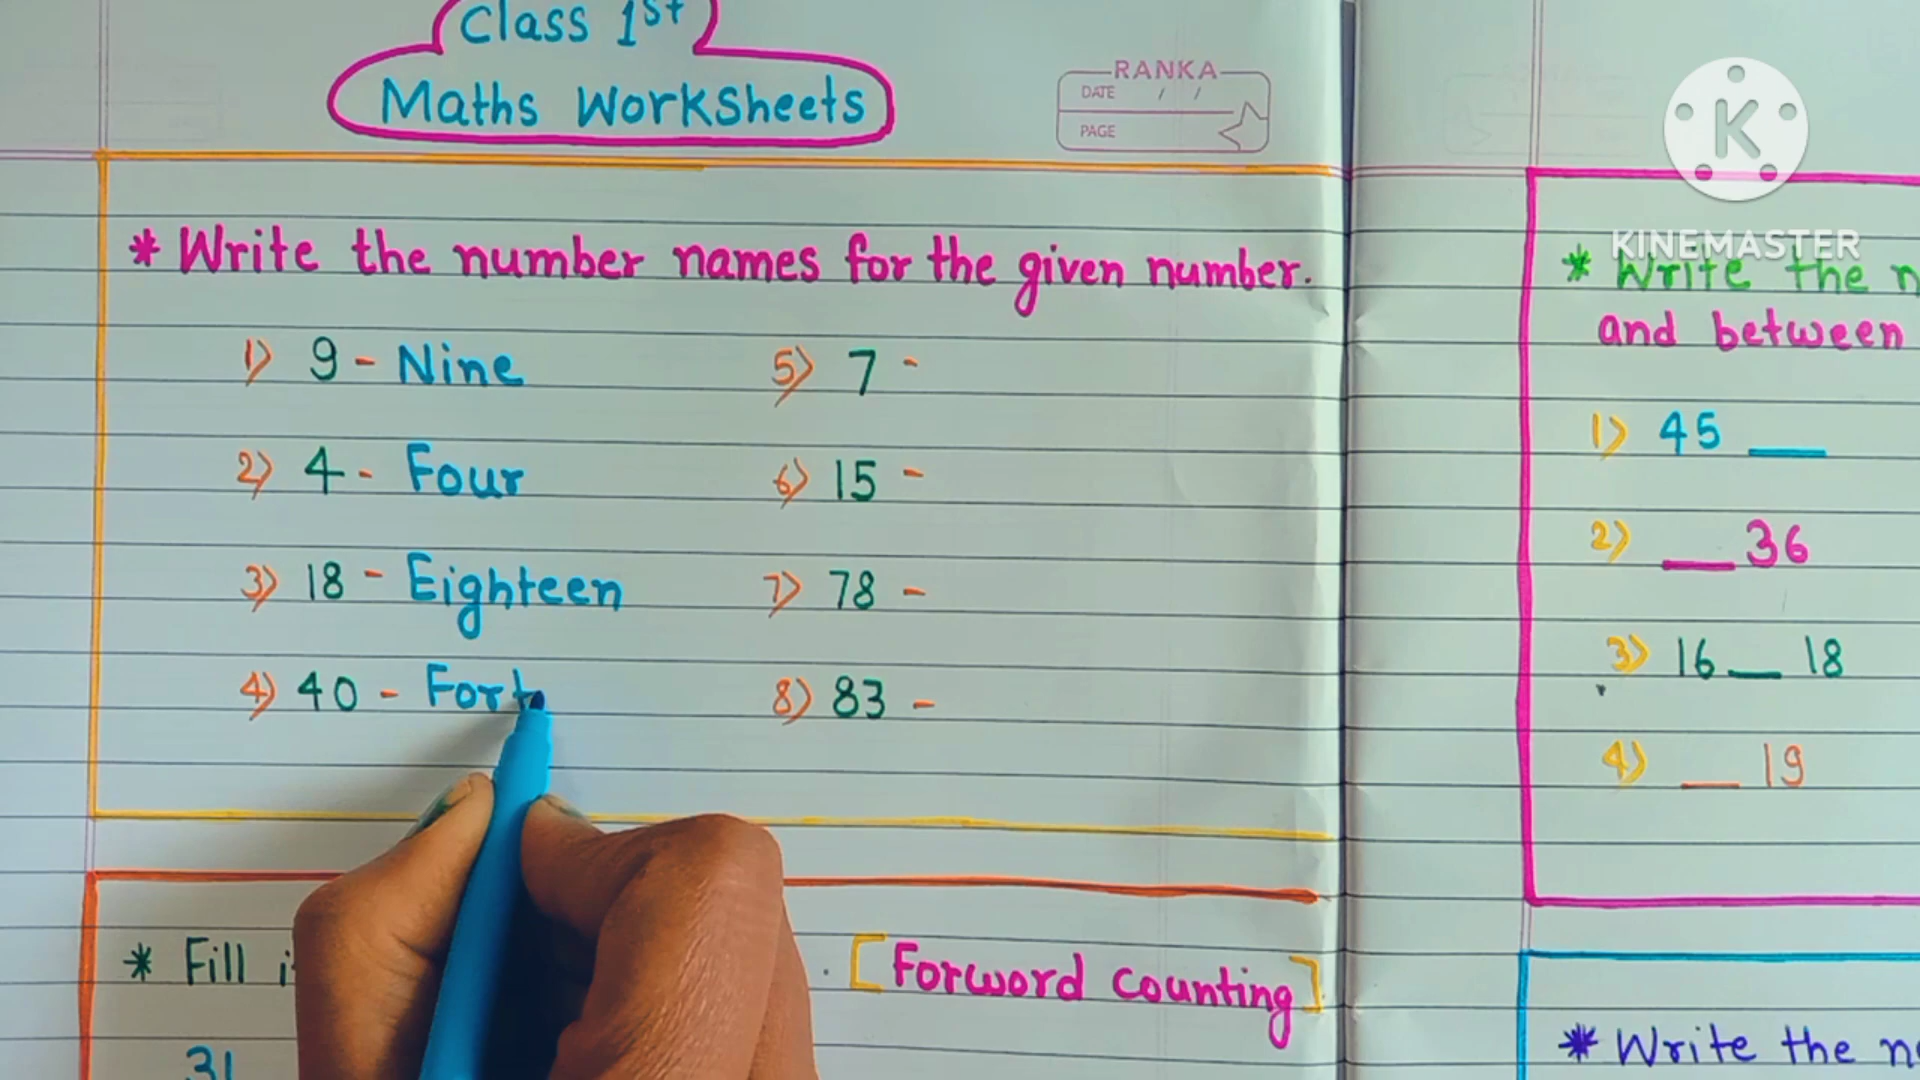 Class 1st
Maths Worksheets
RANKA
DATE / /
PAGE
KINEMASTER
* Write the number names for the given number.
1) 9 - Nine
2) 4 - Four
3) 18 - Eighteen
4) 40 - Fort
5) 7 -
6) 15 -
7) 78 -
8) 83 -
* Fill
[Forword counting]
31
* Write the
and between
1) 45 __
2) __ 36
3) 16 __ 18
4) __ 19
* Write the